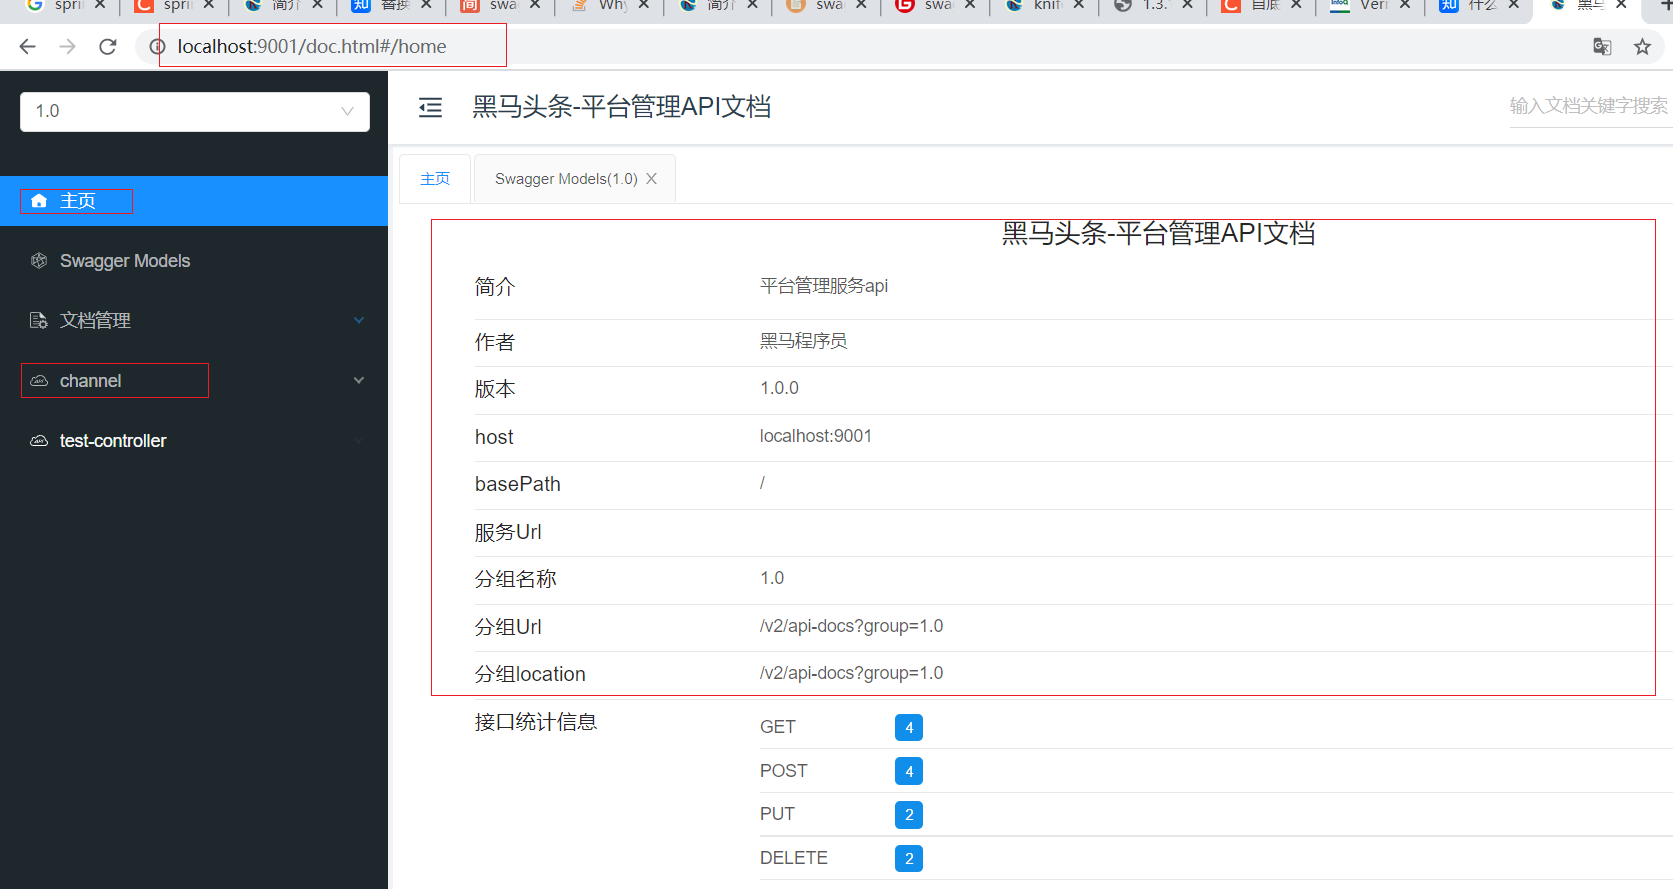 spri
spri
简介
替换
swa
Why
简介
swa
swa
knif
1.3.
自底
Veri
什么
黑马
localhost:9001/doc.html#/home
1.0
黑马头条-平台管理API文档
输入文档关键字搜索
主页
Swagger Models(1.0)
主页
Swagger Models
文档管理
channel
test-controller
黑马头条-平台管理API文档
简介 平台管理服务api
作者 黑马程序员
版本 1.0.0
host localhost:9001
basePath /
服务Url
分组名称 1.0
分组Url /v2/api-docs?group=1.0
分组location /v2/api-docs?group=1.0
接口统计信息 GET 4
POST 4
PUT 2
DELETE 2